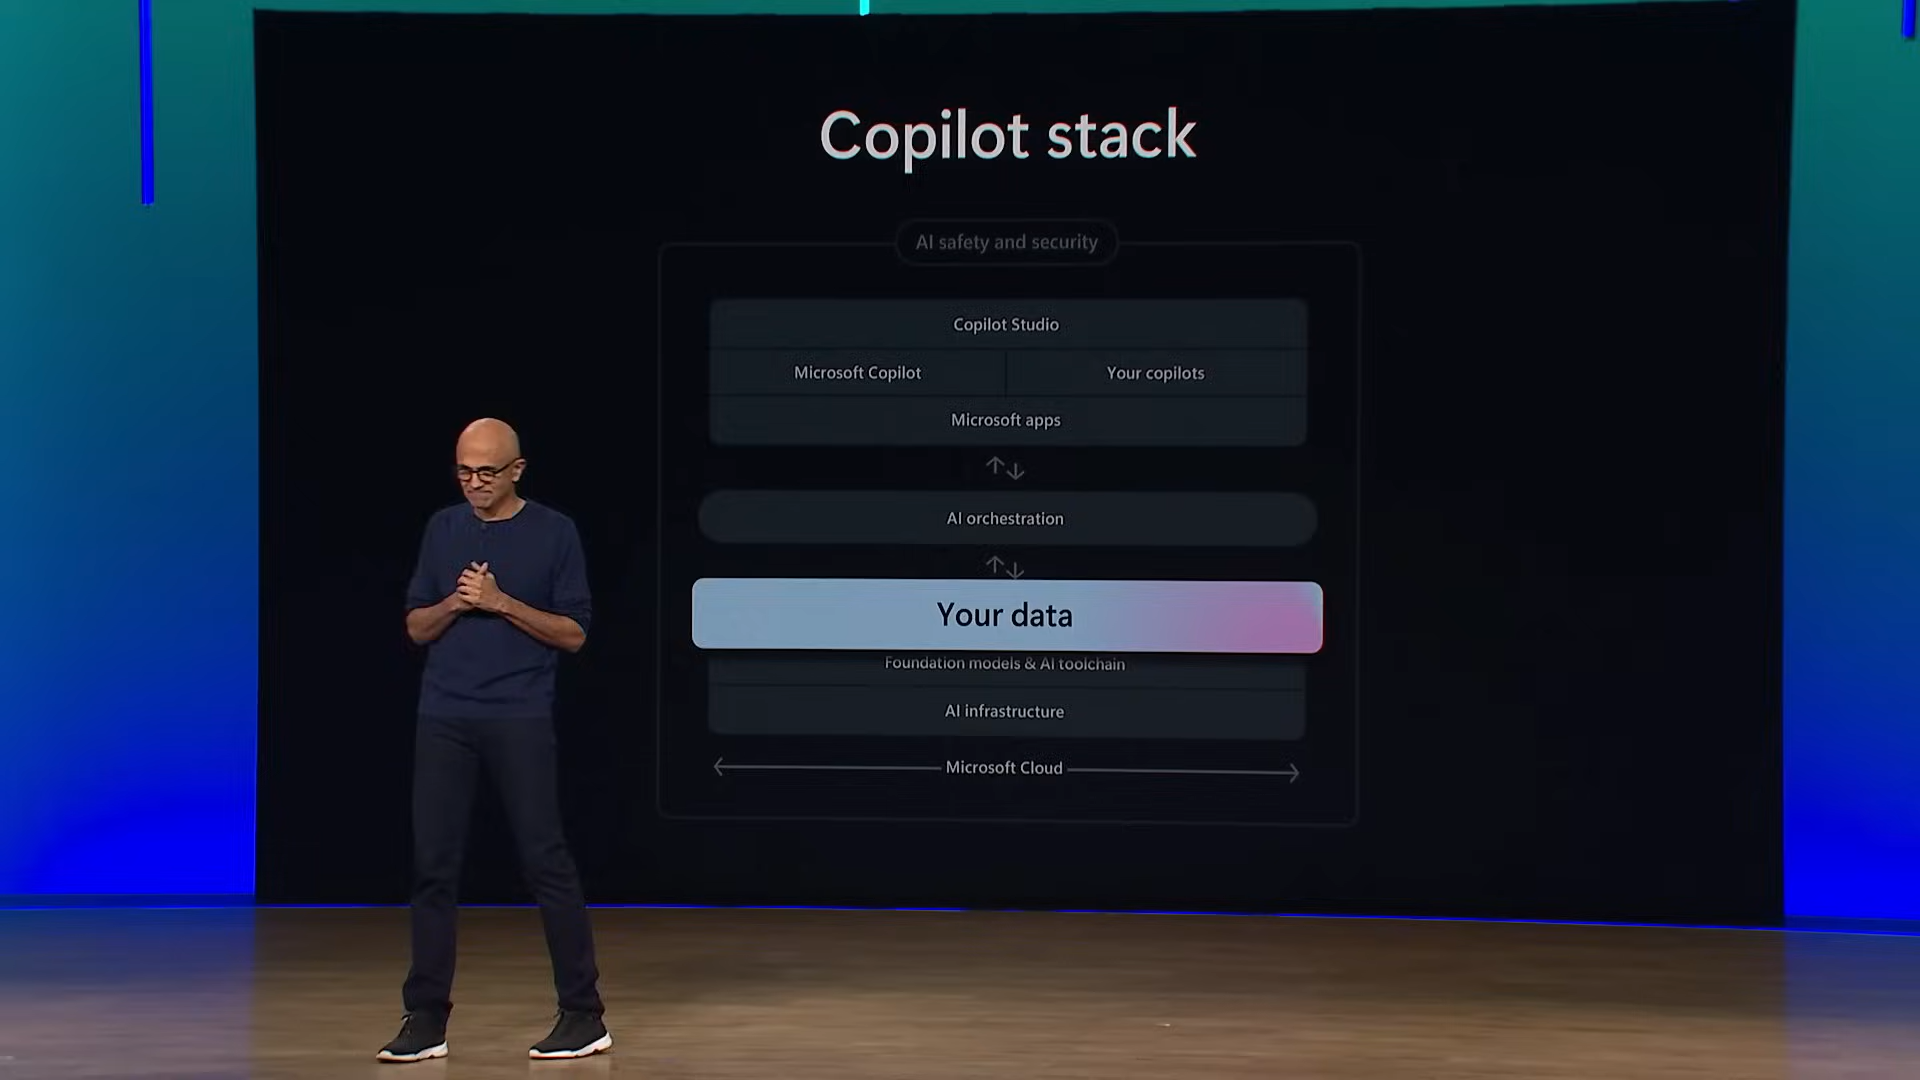 Copilot stack
AI safety and security
Copilot Studio
Microsoft Copilot
Your copilots
Microsoft apps
AI orchestration
Your data
Foundation models & AI toolchain
AI infrastructure
Microsoft Cloud